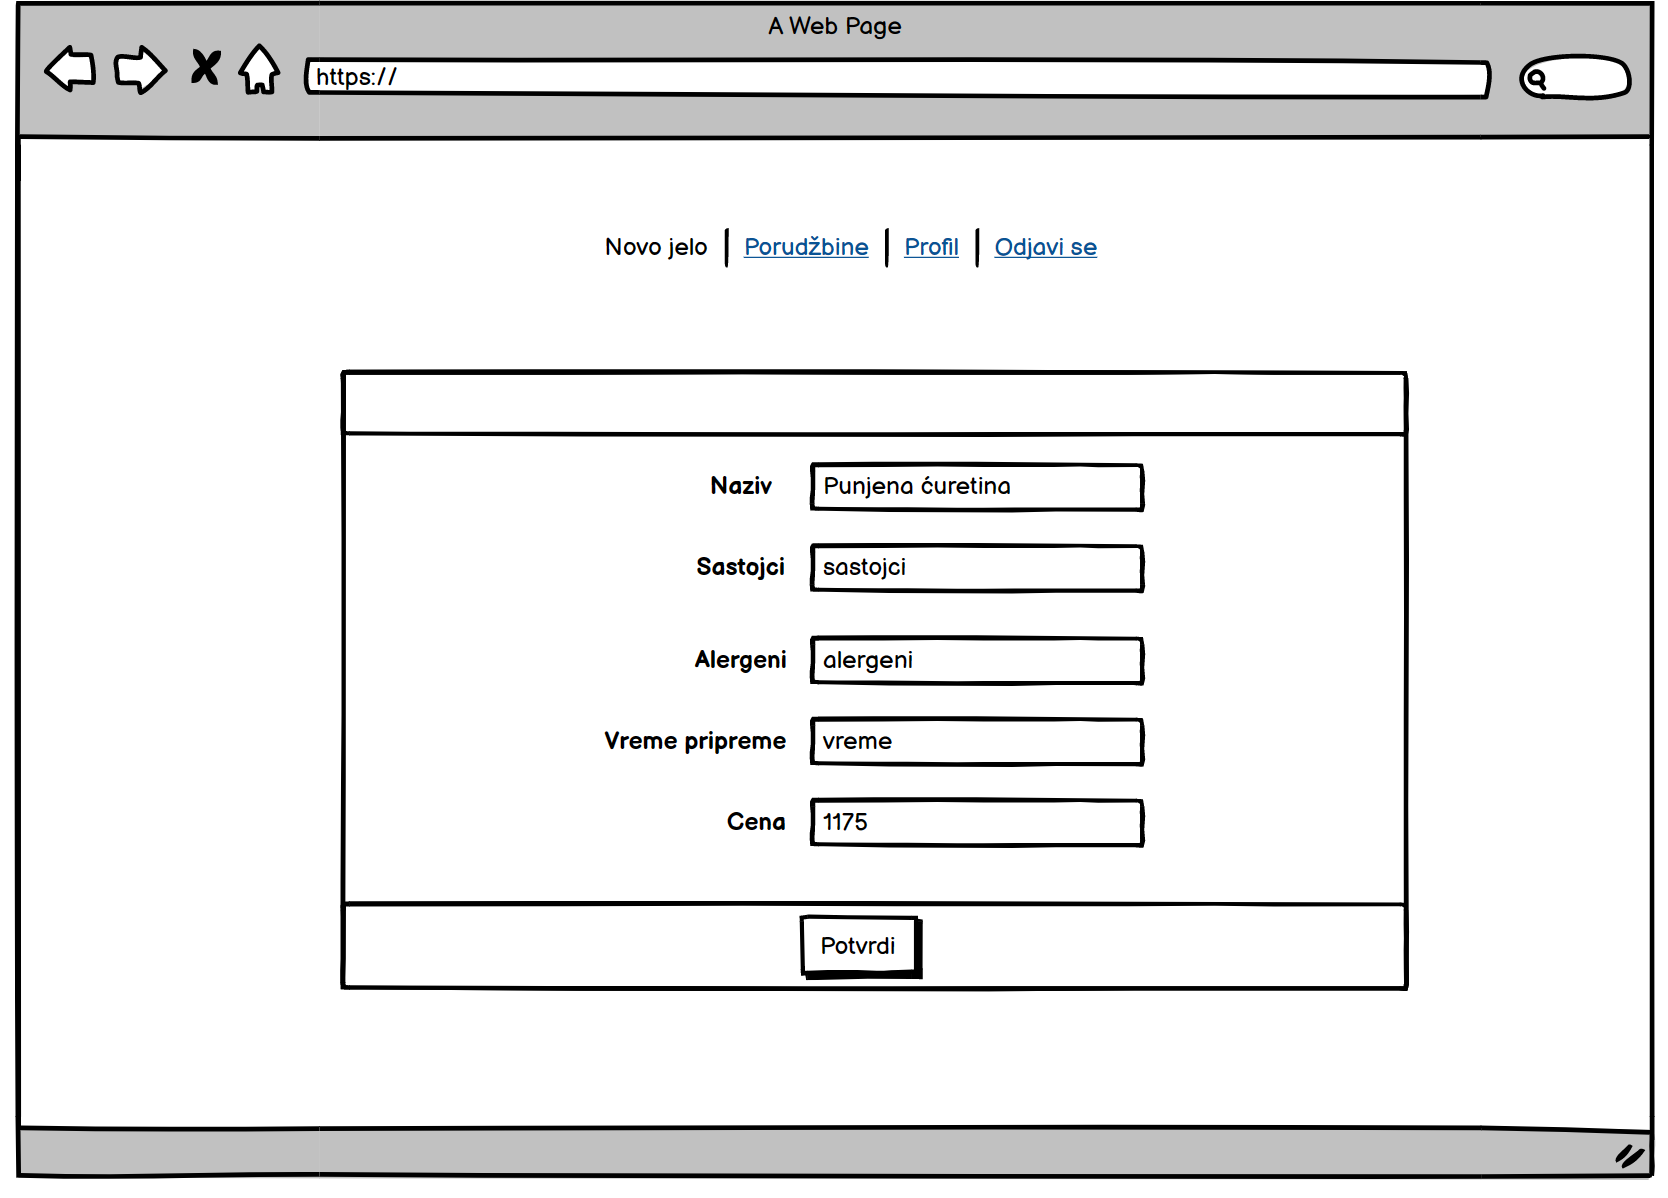 A Web Page
https://
Novo jelo Porudžbine Profil Odjavi se
Naziv Punjena ćuretina
Sastojci sastojci
Alergeni alergeni
Vreme pripreme vreme
Cena 1175
Potvrdi